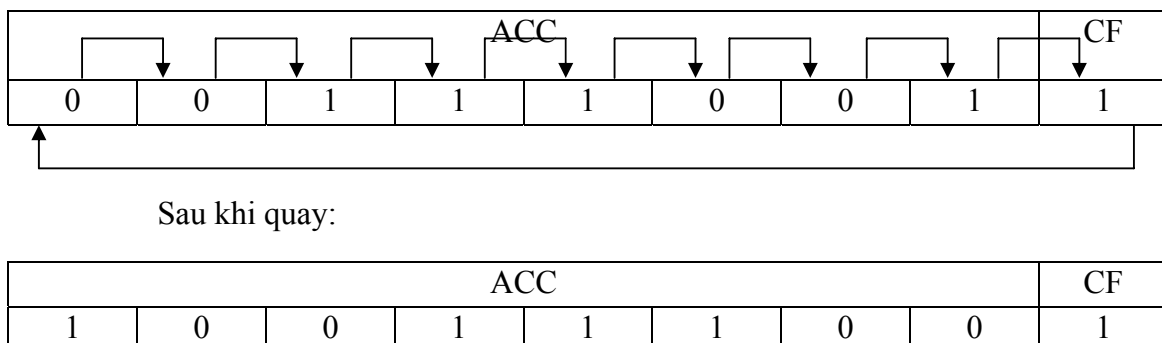 ACC CF
0 0 1 1 1 0 0 1 1
Sau khi quay:
ACC CF
1 0 0 1 1 1 0 0 1